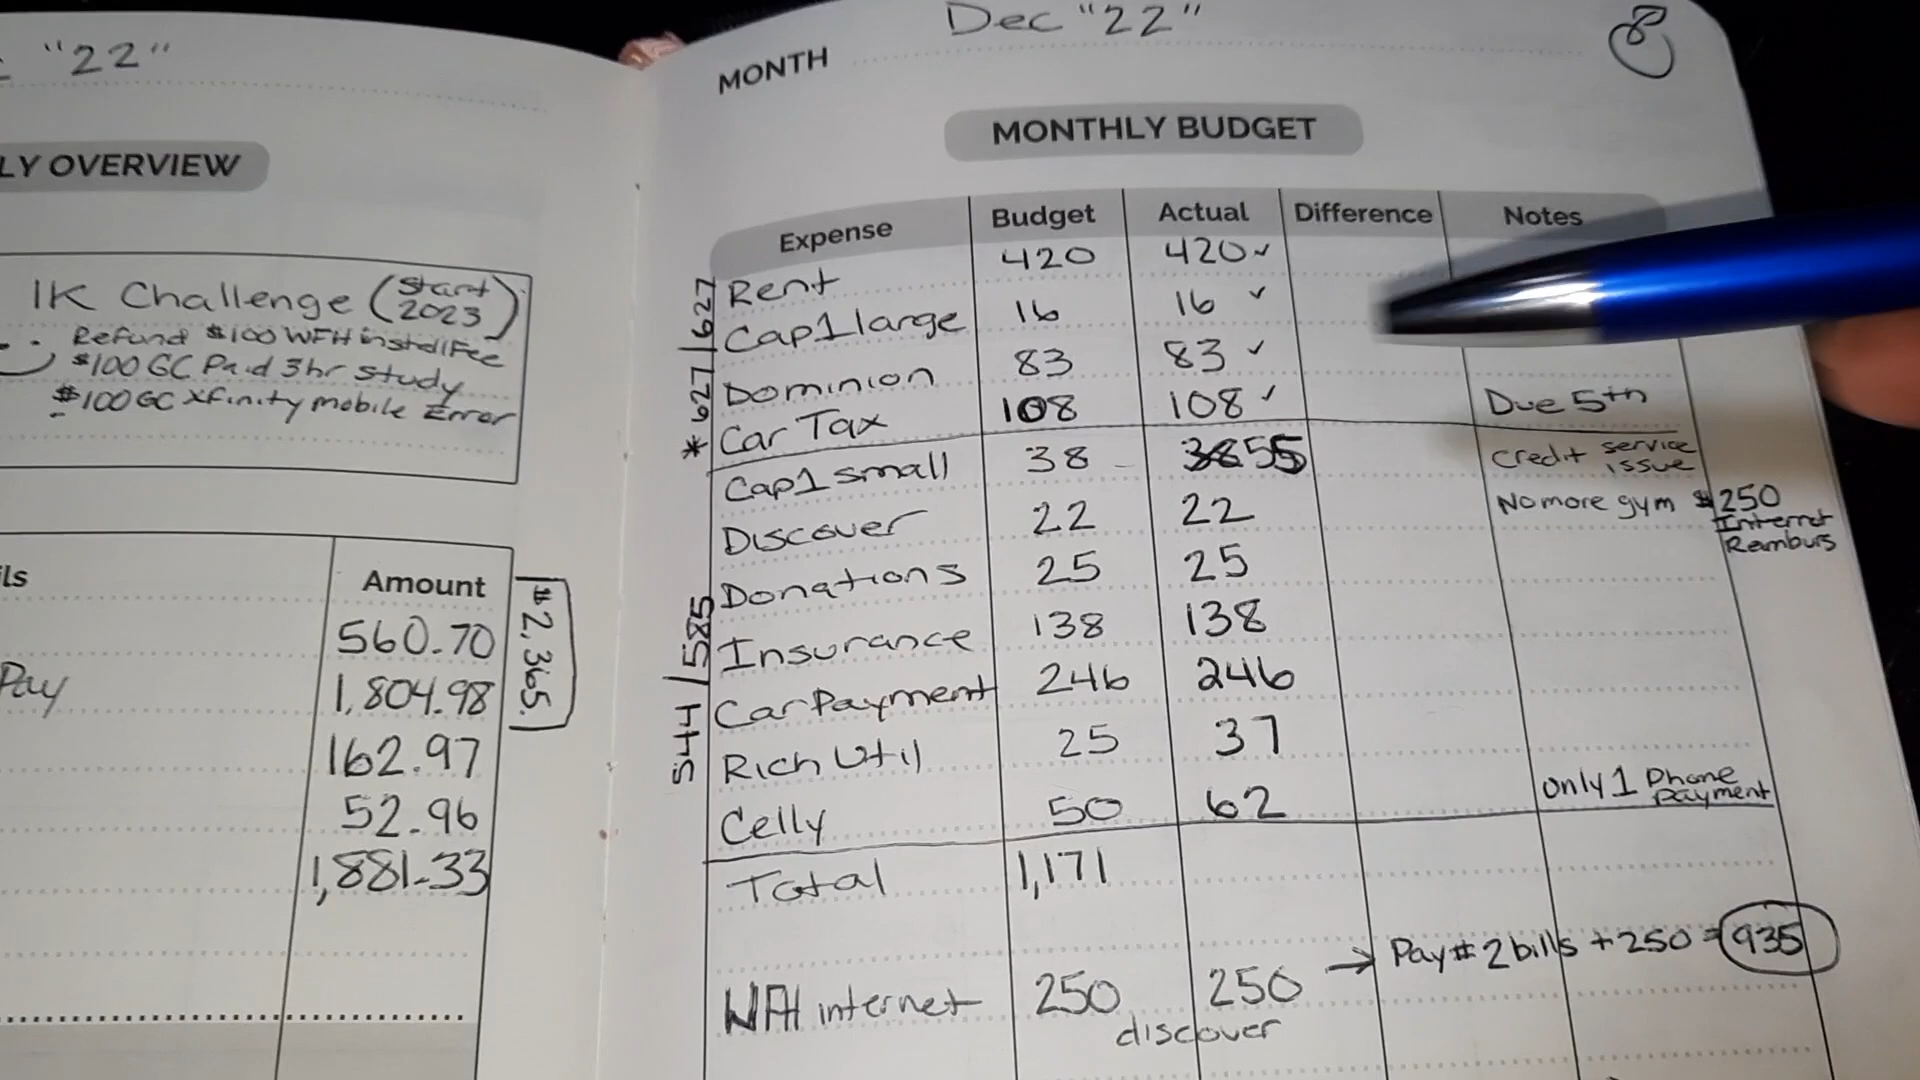 "22"
LY OVERVIEW
1K Challenge (Start 2023)
Refund $100 WFH install Fee
$100 GC Paid 3hr study
$100 GC Xfinity mobile Error
ls Amount
560.70
Pay 1,804.98
162.97
52.96
1,881.33
$2,365.
MONTH Dec "22"
8
MONTHLY BUDGET
Expense Budget Actual Difference Notes
Rent 420 420 ✓
Cap1 large 16 16 ✓
Dominion 83 83 ✓
Car Tax 108 108 ✓ Due 5th
* 627 | 627
Cap1 small 38 38 55 Credit service issue
Discover 22 22 No more gym $250 Internet Reimburs
Donations 25 25
Insurance 138 138
Car Payment 246 246
Rich Util 25 37
Celly 50 62 only 1 Phone Payment
544 | 585
Total 1,171
→ Pay# 2 bills + 250 = 935
WFH internet 250 250
discover